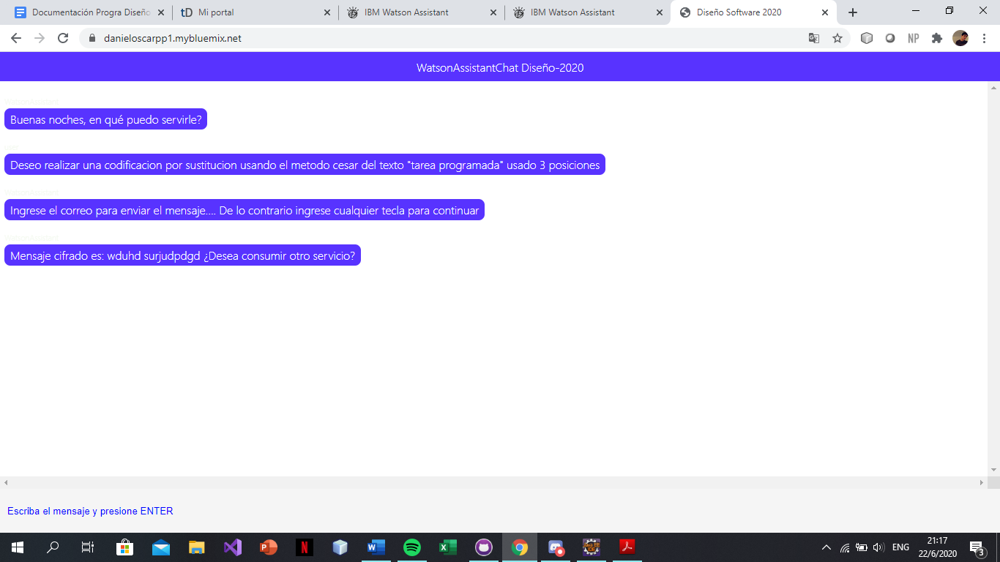 Documentación Progra Diseño
Mi portal
IBM Watson Assistant
IBM Watson Assistant
Diseño Software 2020
danieloscarpp1.mybluemix.net
NP
WatsonAssistantChat Diseño-2020
WatsonAssistant
Buenas noches, en qué puedo servirle?
user
Deseo realizar una codificacion por sustitucion usando el metodo cesar del texto "tarea programada" usado 3 posiciones
WatsonAssistant
Ingrese el correo para enviar el mensaje.... De lo contrario ingrese cualquier tecla para continuar
WatsonAssistant
Mensaje cifrado es: wduhd surjudpdgd ¿Desea consumir otro servicio?
Escriba el mensaje y presione ENTER
ENG
21:17
22/6/2020
3